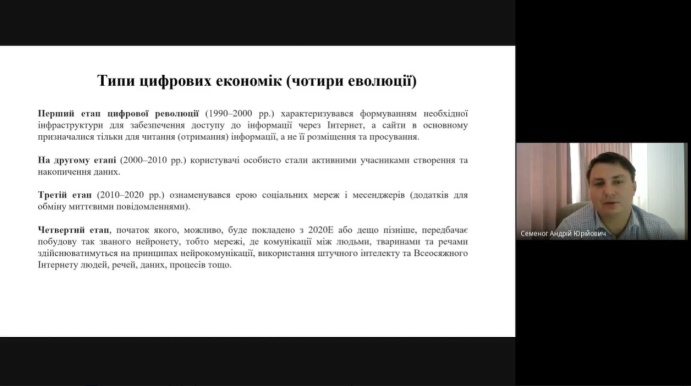 Типи цифрових економік (чотири еволюції)
Перший етап цифрової революції (1990–2000 рр.) характеризувався формуванням необхідної
інфраструктури для забезпечення доступу до інформації через Інтернет, а сайти в основному
призначалися тільки для читання (отримання) інформації, а не її розміщення та просування.
На другому етапі (2000–2010 рр.) користувачі особисто стали активними учасниками створення та
накопичення даних.
Третій етап (2010–2020 рр.) ознаменувався ерою соціальних мереж і месенджерів (додатків для
обміну миттєвими повідомленнями).
Четвертий етап, початок якого, можливо, буде покладено з 2020Е або дещо пізніше, передбачає
побудову так званого нейронету, тобто мережі, де комунікації між людьми, тваринами та речами
здійснюватимуться на принципах нейрокомунікації, використання штучного інтелекту та Всеосяжного
Інтернету людей, речей, даних, процесів тощо.
Семеног Андрій Юрійович